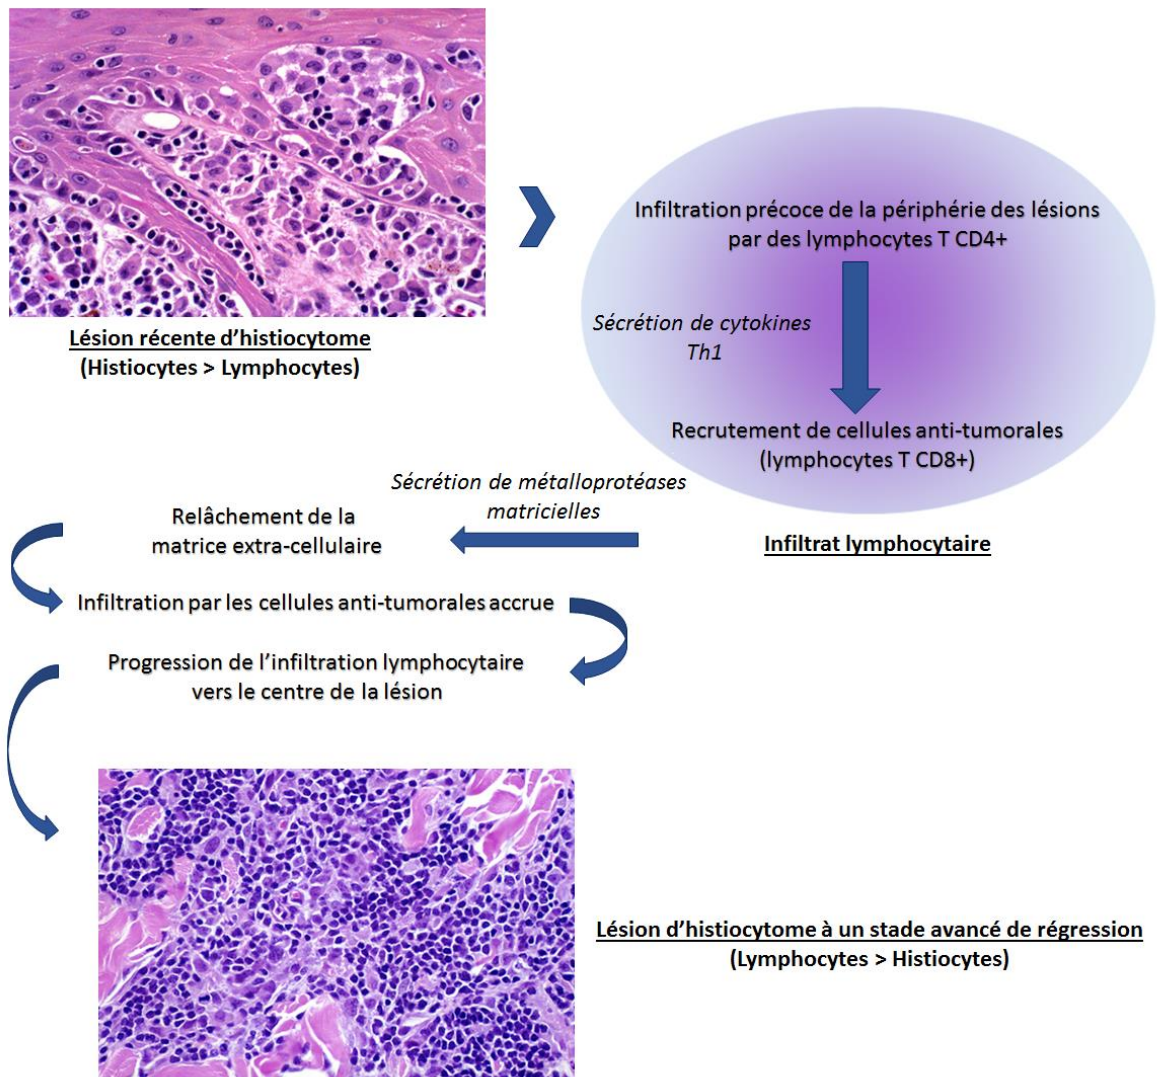 Lésion récente d'histiocytome
(Histiocytes > Lymphocytes)
Infiltration précoce de la périphérie des lésions
par des lymphocytes T CD4+
Sécrétion de cytokines
Th1
Recrutement de cellules anti-tumorales
(lymphocytes T CD8+)
Infiltrat lymphocytaire
Sécrétion de métalloprotéases
matricielles
Relâchement de la
matrice extra-cellulaire
Infiltration par les cellules anti-tumorales accrue
Progression de l'infiltration lymphocytaire
vers le centre de la lésion
Lésion d'histiocytome à un stade avancé de régression
(Lymphocytes > Histiocytes)